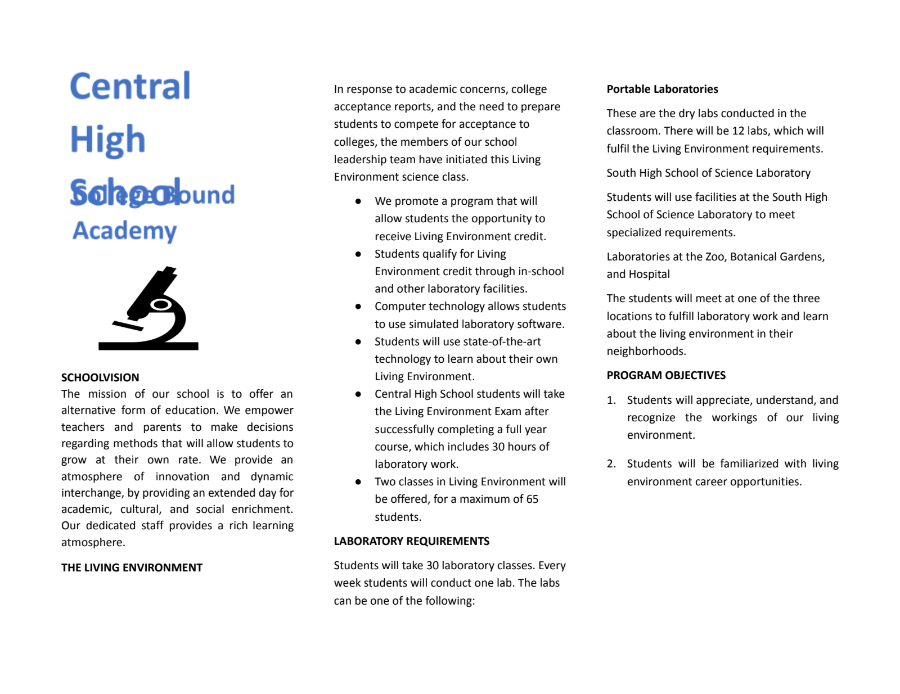 Central
High
School
College Bound
Academy
SCHOOLVISION
The mission of our school is to offer an
alternative form of education. We empower
teachers and parents to make decisions
regarding methods that will allow students to
grow at their own rate. We provide an
atmosphere of innovation and dynamic
interchange, by providing an extended day for
academic, cultural, and social enrichment.
Our dedicated staff provides a rich learning
atmosphere.
THE LIVING ENVIRONMENT
In response to academic concerns, college
acceptance reports, and the need to prepare
students to compete for acceptance to
colleges, the members of our school
leadership team have initiated this Living
Environment science class.
● We promote a program that will
allow students the opportunity to
receive Living Environment credit.
● Students qualify for Living
Environment credit through in-school
and other laboratory facilities.
● Computer technology allows students
to use simulated laboratory software.
● Students will use state-of-the-art
technology to learn about their own
Living Environment.
● Central High School students will take
the Living Environment Exam after
successfully completing a full year
course, which includes 30 hours of
laboratory work.
● Two classes in Living Environment will
be offered, for a maximum of 65
students.
LABORATORY REQUIREMENTS
Students will take 30 laboratory classes. Every
week students will conduct one lab. The labs
can be one of the following:
Portable Laboratories
These are the dry labs conducted in the
classroom. There will be 12 labs, which will
fulfil the Living Environment requirements.
South High School of Science Laboratory
Students will use facilities at the South High
School of Science Laboratory to meet
specialized requirements.
Laboratories at the Zoo, Botanical Gardens,
and Hospital
The students will meet at one of the three
locations to fulfill laboratory work and learn
about the living environment in their
neighborhoods.
PROGRAM OBJECTIVES
1. Students will appreciate, understand, and
recognize the workings of our living
environment.
2. Students will be familiarized with living
environment career opportunities.